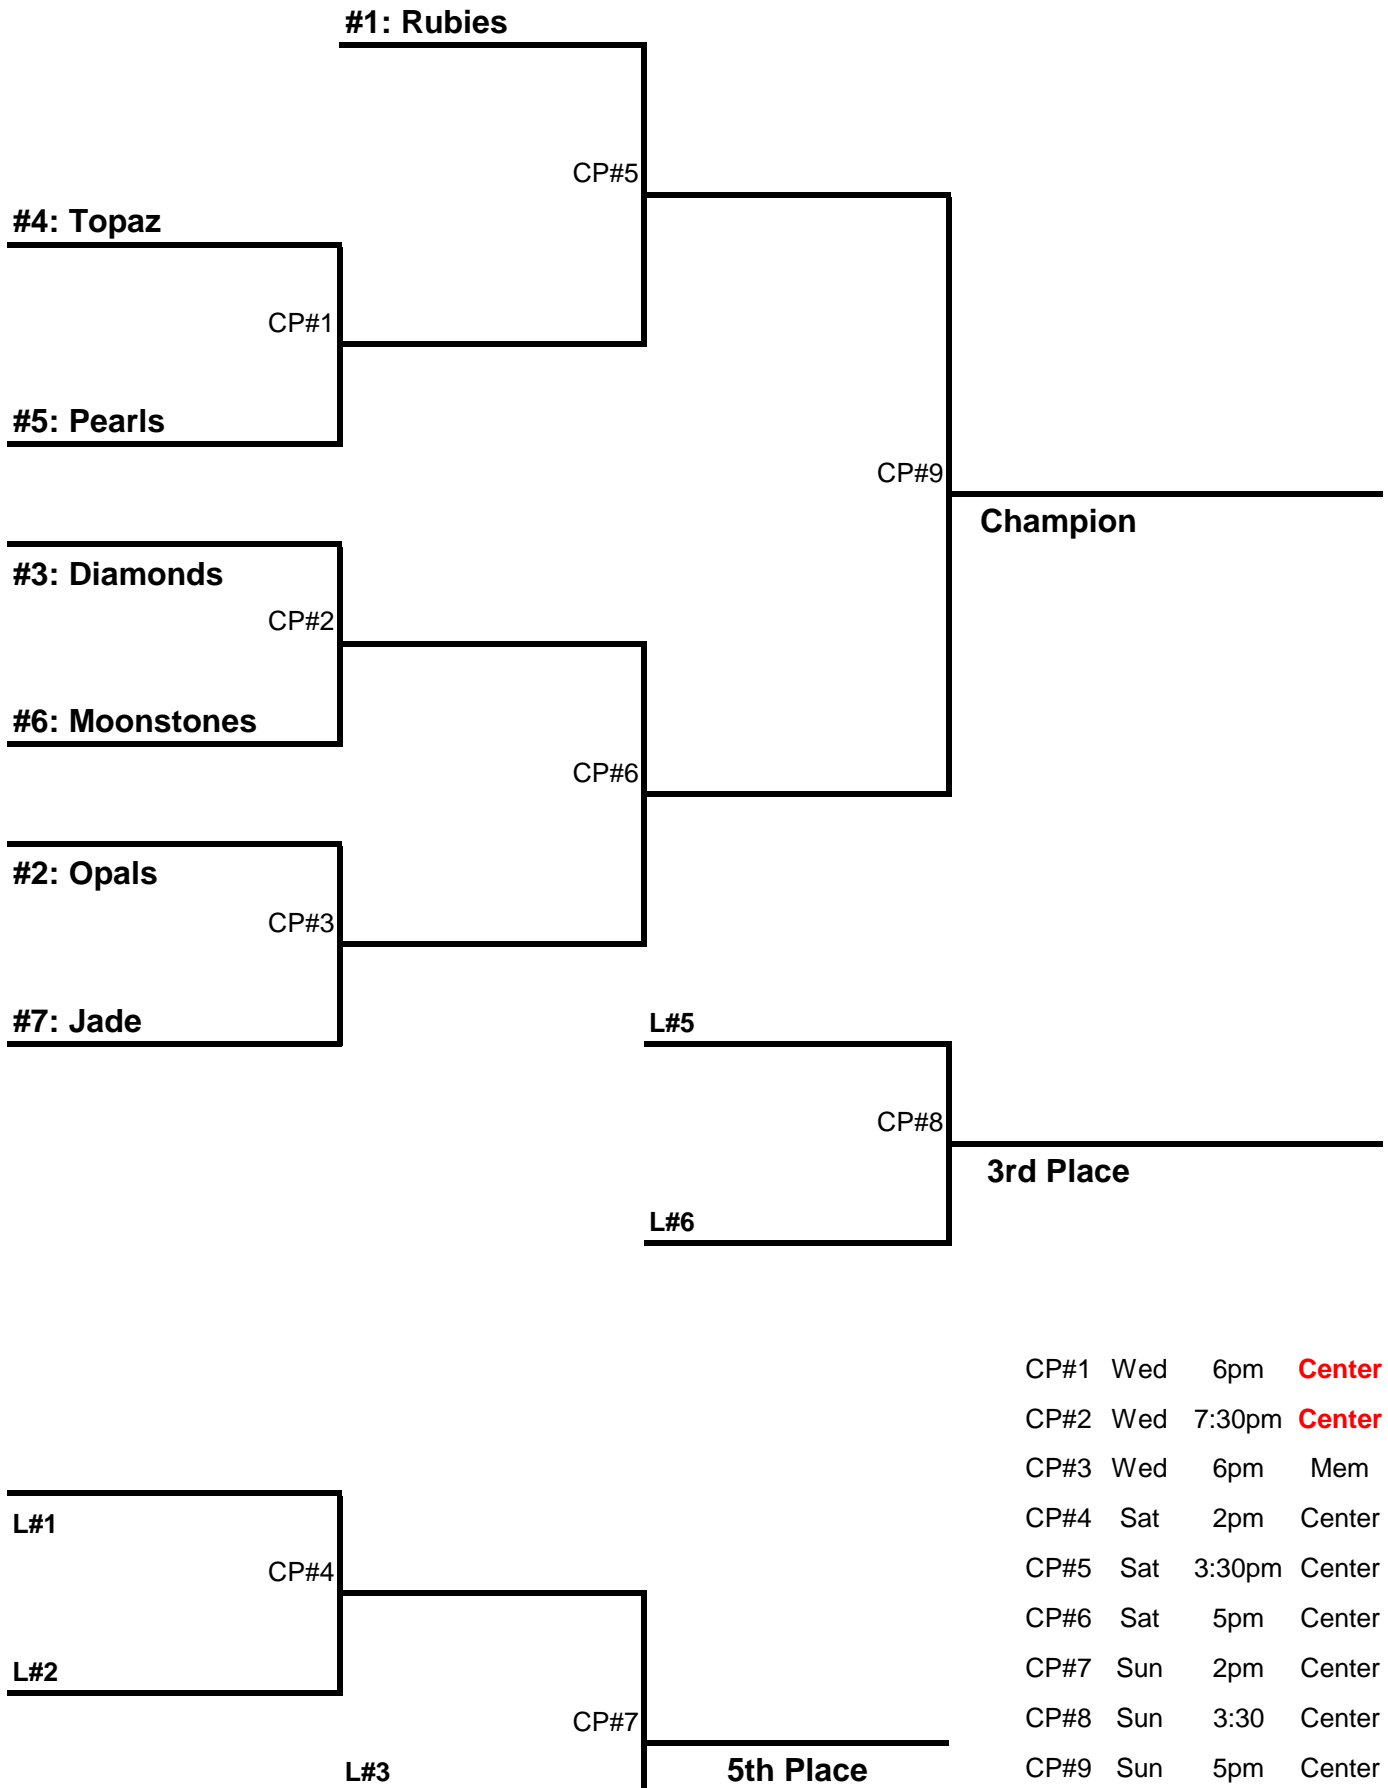 #1: Rubies
CP#5
#4: Topaz
CP#1
#5: Pearls
CP#9
Champion
#3: Diamonds
CP#2
#6: Moonstones
CP#6
#2: Opals
CP#3
#7: Jade
L#5
CP#8
3rd Place
L#6
CP#1 Wed 6pm Center
CP#2 Wed 7:30pm Center
CP#3 Wed 6pm Mem
CP#4 Sat 2pm Center
CP#5 Sat 3:30pm Center
CP#6 Sat 5pm Center
CP#7 Sun 2pm Center
CP#8 Sun 3:30 Center
CP#9 Sun 5pm Center
L#1
CP#4
L#2
CP#7
L#3
5th Place